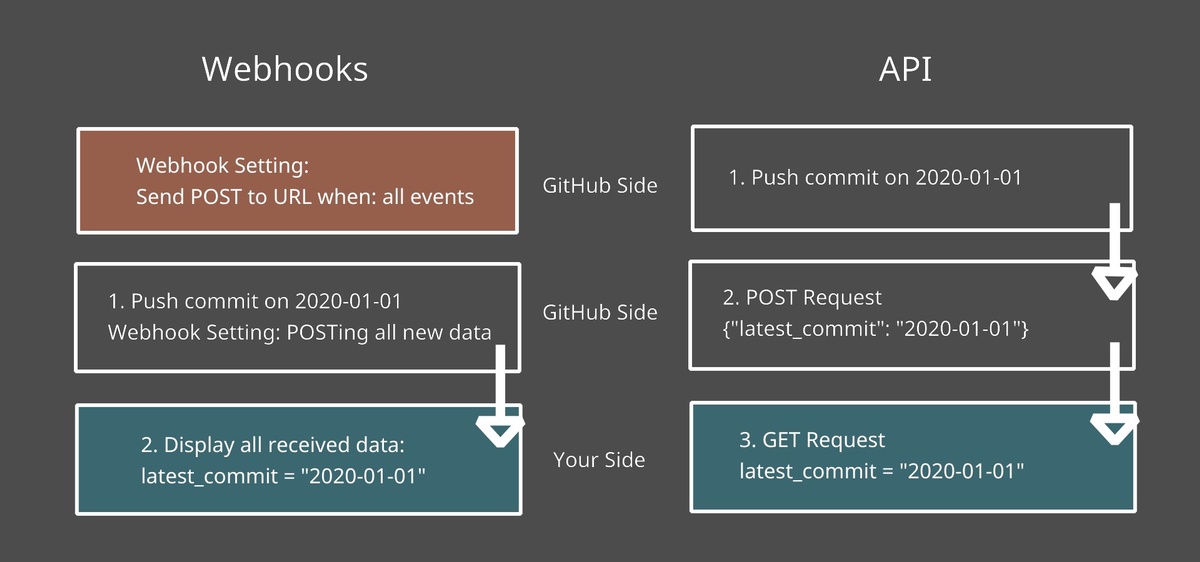 Webhooks
Webhook Setting:
Send POST to URL when: all events
1. Push commit on 2020-01-01
Webhook Setting: POSTing all new data
2. Display all received data:
latest_commit = "2020-01-01"
GitHub Side
GitHub Side
Your Side
API
1. Push commit on 2020-01-01
2. POST Request
{"latest_commit": "2020-01-01"}
3. GET Request
latest_commit = "2020-01-01"